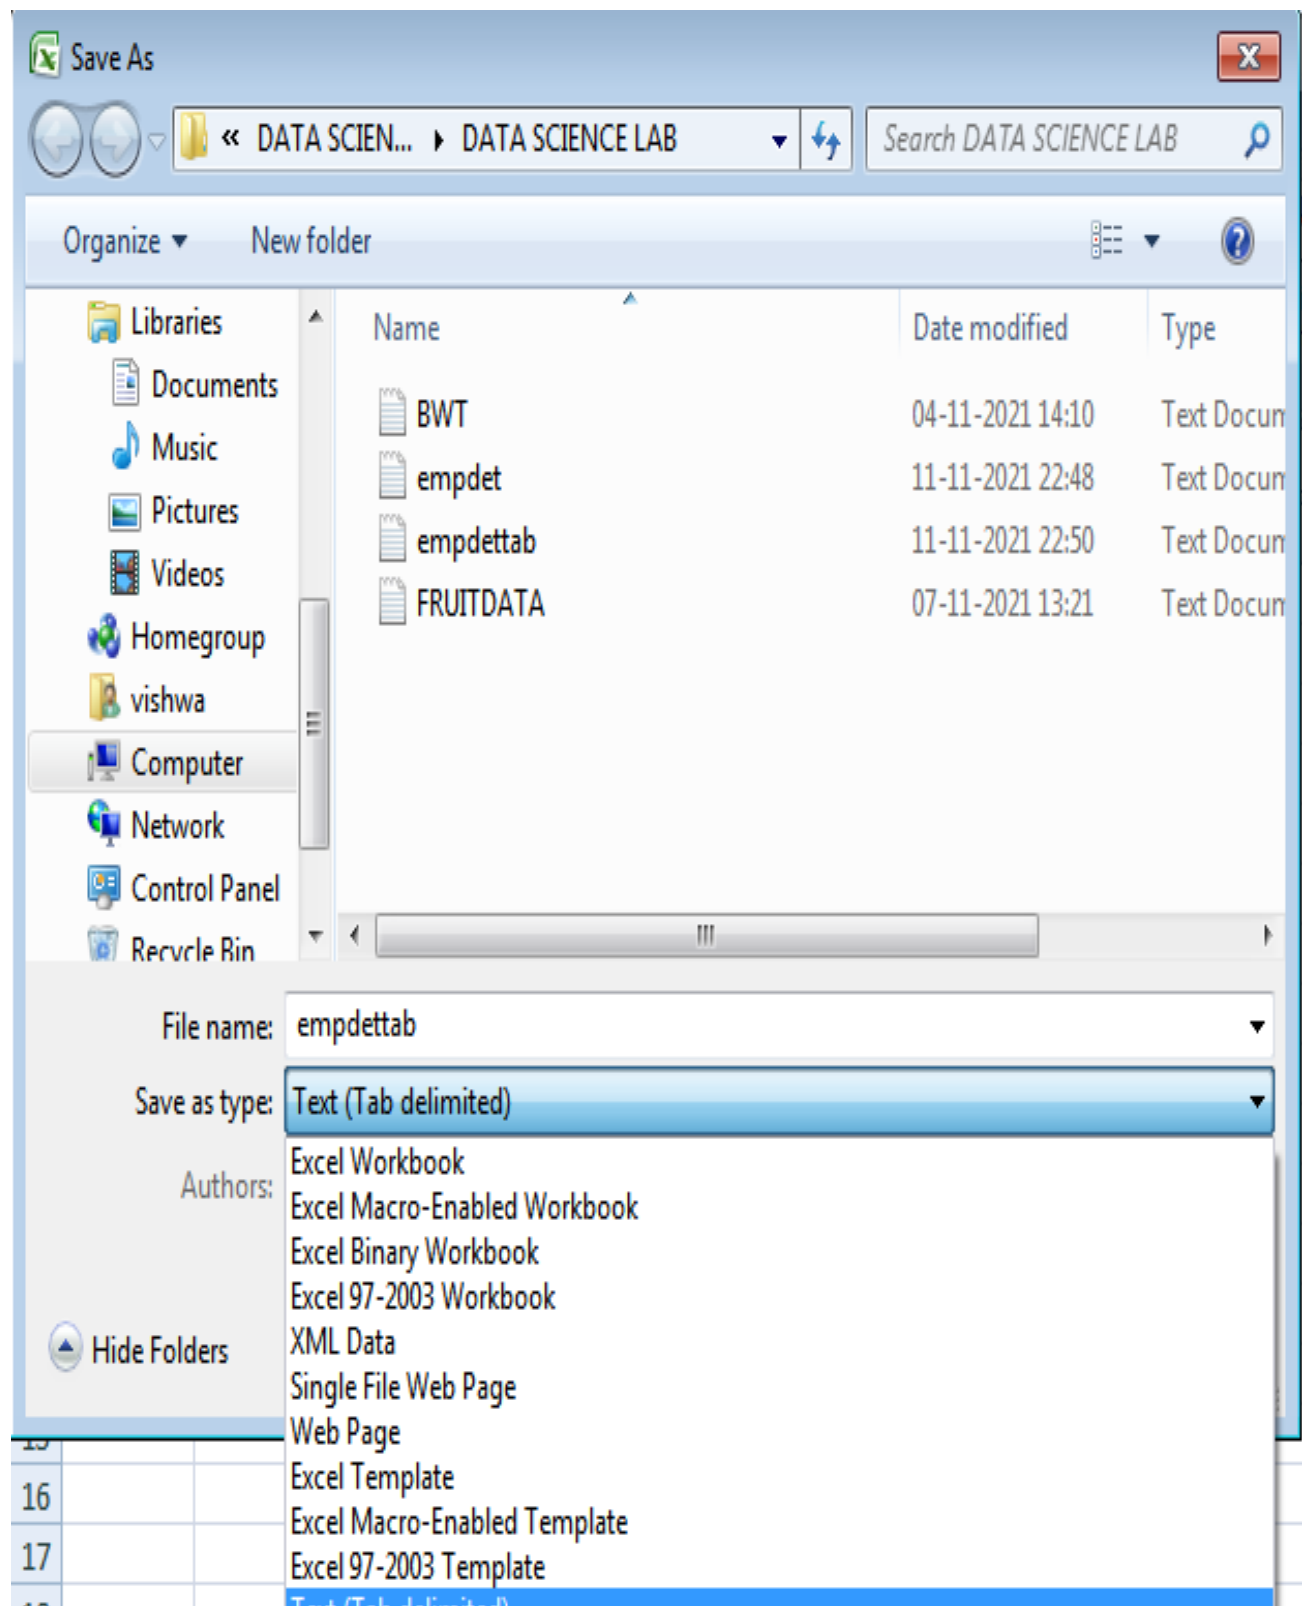 Save As
« DATA SCIEN... DATA SCIENCE LAB Search DATA SCIENCE LAB
Organize New folder
Libraries
Documents
Music
Pictures
Videos
Homegroup
vishwa
Computer
Network
Control Panel
Recycle Bin
Name Date modified Type
BWT 04-11-2021 14:10 Text Docum
empdet 11-11-2021 22:48 Text Docum
empdettab 11-11-2021 22:50 Text Docum
FRUITDATA 07-11-2021 13:21 Text Docum
File name: empdettab
Save as type: Text (Tab delimited)
Authors:
Excel Workbook
Excel Macro-Enabled Workbook
Excel Binary Workbook
Excel 97-2003 Workbook
XML Data
Single File Web Page
Web Page
Excel Template
Excel Macro-Enabled Template
Excel 97-2003 Template
Text (Tab delimited)
Hide Folders
16
17